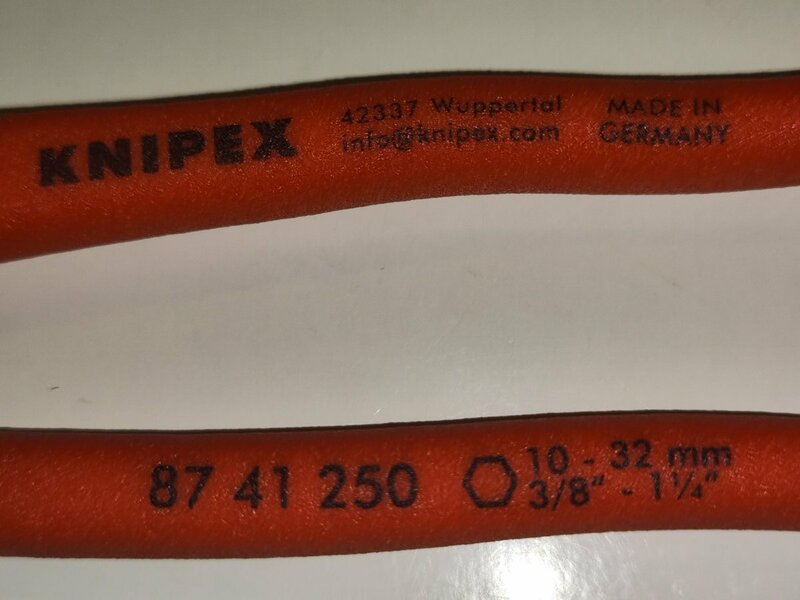 KNIPEX
42337 Wuppertal
info@knipex.com
MADE IN
GERMANY
87 41 250
10 - 32 mm
3/8" - 1¼"